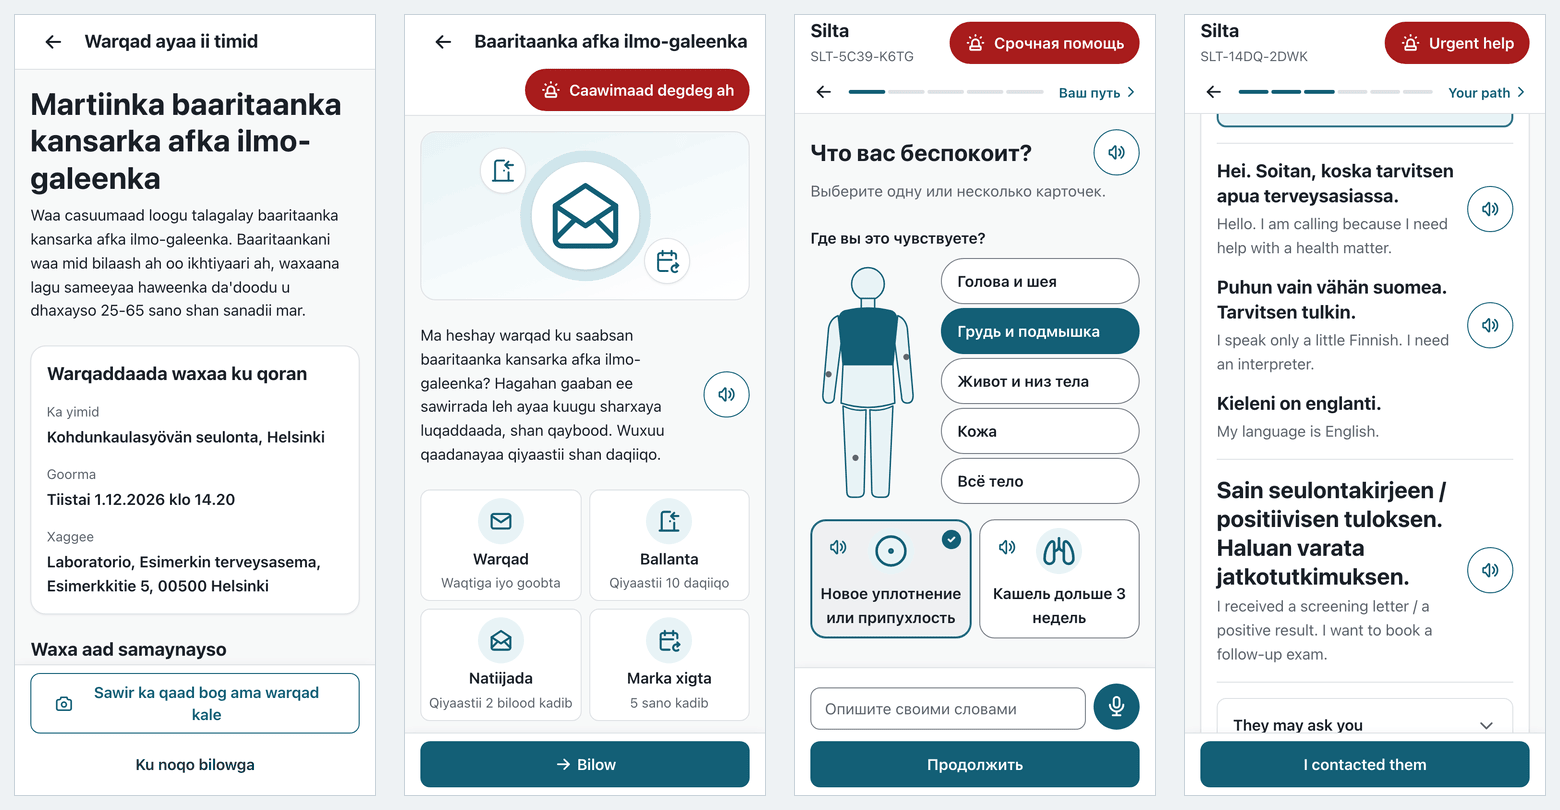 Warqad ayaa ii timid
Martiinka baaritaanka
kansarka afka ilmo-
galeenka
Waa casuumaad loogu talagalay baaritaanka
kansarka afka ilmo-galeenka. Baaritaankani
waa mid bilaash ah oo ikhtiyaari ah, waxaana
lagu sameeyaa haweenka da'doodu u
dhaxayso 25-65 sano shan sanadii mar.
Warqaddaada waxaa ku qoran
Ka yimid
Kohdunkaulasyövän seulonta, Helsinki
Goorma
Tiistai 1.12.2026 klo 14.20
Xaggee
Laboratorio, Esimerkin terveysasema,
Esimerkkitie 5, 00500 Helsinki
Waxa aad samaynayso
Sawir ka qaad bog ama warqad
kale
Ku noqo bilowga
Baaritaanka afka ilmo-galeenka
Caawimaad degdeg ah
Ma heshay warqad ku saabsan
baaritaanka kansarka afka ilmo-
galeenka? Hagahan gaaban ee
sawirrada leh ayaa kuugu sharxaya
luqaddaada, shan qaybood. Wuxuu
qaadanayaa qiyaastii shan daqiiqo.
Warqad
Waqtiga iyo goobta
Ballanta
Qiyaastii 10 daqiiqo
Natiijada
Qiyaastii 2 bilood kadib
Marka xigta
5 sano kadib
Bilow
Silta
SLT-5C39-K6TG
Срочная помощь
Ваш путь
Что вас беспокоит?
Выберите одну или несколько карточек.
Где вы это чувствуете?
Голова и шея
Грудь и подмышка
Живот и низ тела
Кожа
Всё тело
Новое уплотнение
или припухлость
Кашель дольше 3
недель
Опишите своими словами
Продолжить
Silta
SLT-14DQ-2DWK
Urgent help
Your path
Hei. Soitan, koska tarvitsen
apua terveysasiassa.
Hello. I am calling because I need
help with a health matter.
Puhun vain vähän suomea.
Tarvitsen tulkin.
I speak only a little Finnish. I need
an interpreter.
Kieleni on englanti.
My language is English.
Sain seulontakirjeen /
positiivisen tuloksen.
Haluan varata
jatkotutkimuksen.
I received a screening letter / a
positive result. I want to book a
follow-up exam.
They may ask you
I contacted them